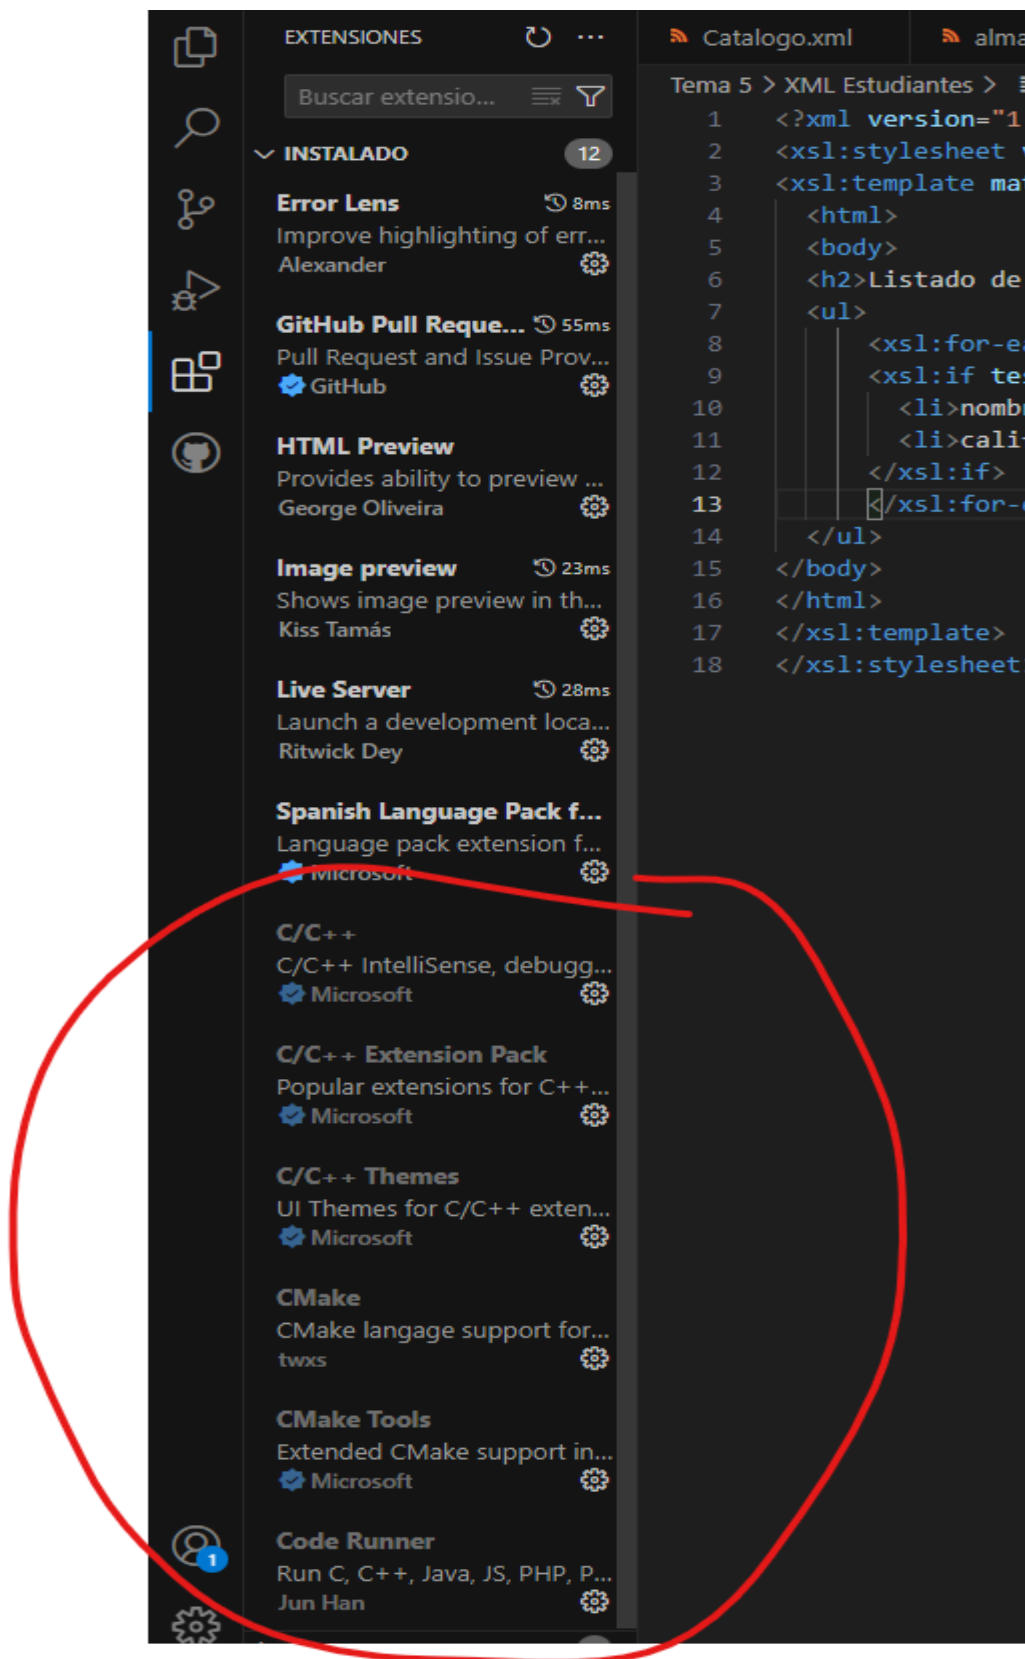 EXTENSIONES
Buscar extensio...
INSTALADO 12
Error Lens 8ms
Improve highlighting of err...
Alexander
GitHub Pull Reque... 55ms
Pull Request and Issue Prov...
GitHub
HTML Preview
Provides ability to preview ...
George Oliveira
Image preview 23ms
Shows image preview in th...
Kiss Tamás
Live Server 28ms
Launch a development loca...
Ritwick Dey
Spanish Language Pack f...
Language pack extension f...
Microsoft
C/C++
C/C++ IntelliSense, debugg...
Microsoft
C/C++ Extension Pack
Popular extensions for C++...
Microsoft
C/C++ Themes
UI Themes for C/C++ exten...
Microsoft
CMake
CMake langage support for...
twxs
CMake Tools
Extended CMake support in...
Microsoft
Code Runner
Run C, C++, Java, JS, PHP, P...
Jun Han
1
Catalogo.xml alma
Tema 5 > XML Estudiantes >
1 <?xml version="1
2 <xsl:stylesheet v
3 <xsl:template mat
4 <html>
5 <body>
6 <h2>Listado de
7 <ul>
8 <xsl:for-ea
9 <xsl:if tes
10 <li>nombr
11 <li>cali
12 </xsl:if>
13 </xsl:for-e
14 </ul>
15 </body>
16 </html>
17 </xsl:template>
18 </xsl:stylesheet